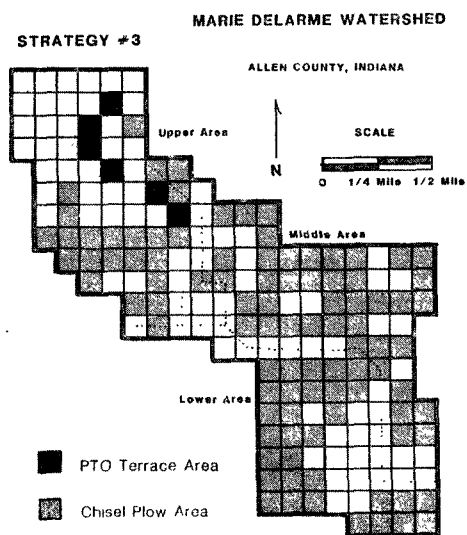 MARIE DELARME WATERSHED
STRATEGY #3
ALLEN COUNTY, INDIANA
Upper Area
SCALE
N
0 1/4 Mile 1/2 Mile
Middle Area
Lower Area
PTO Terrace Area
Chisel Plow Area